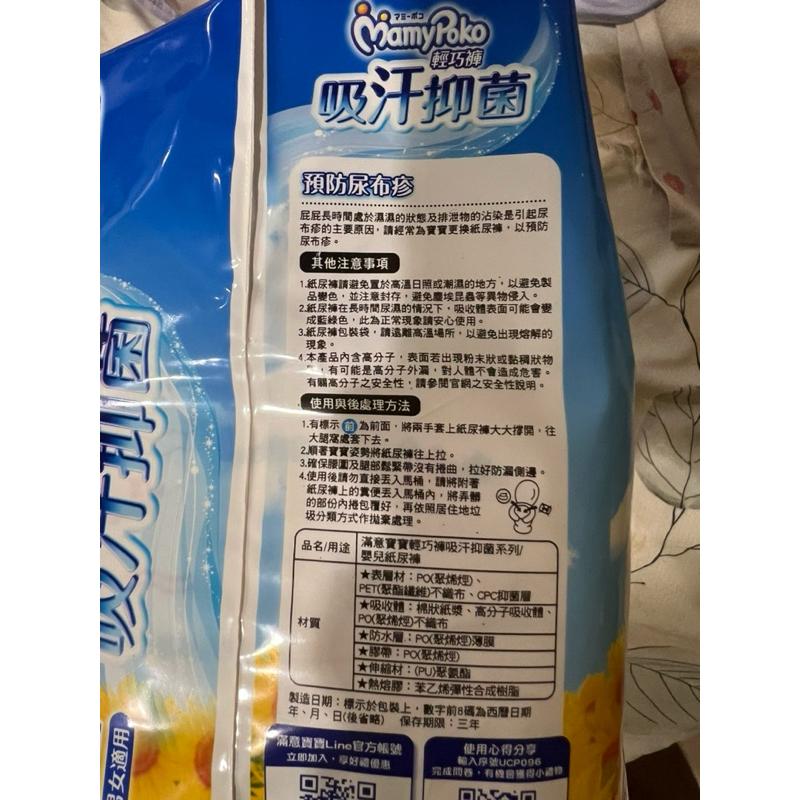 マミーポコ
MamyPoko
輕巧褲
吸汗抑菌
預防尿布疹
屁屁長時間處於濕濕的狀態及排泄物的沾染是引起尿
布疹的主要原因，請經常為寶寶更換紙尿褲，以預防
尿布疹。
其他注意事項
1.紙尿褲請避免置於高溫日照或潮濕的地方，以避免製
品變色，並注意封存，避免塵埃昆蟲等異物侵入。
2.紙尿褲在長時間尿濕的情況下，吸收體表面可能會變
成藍綠色，此為正常現象請安心使用。
3.紙尿褲包裝袋，請遠離高溫場所，以避免出現熔解的
現象。
4.本產品內含高分子，表面若出現粉末狀或黏稠狀物
，有可能是高分子外漏，對人體不會造成危害。
有關高分子之安全性，請參閱官網之安全性說明。
使用與後處理方法
1.有標示 前 為前面，將兩手套上紙尿褲大大撐開，往
大腿窩處套下去。
2.順著寶寶姿勢將紙尿褲往上拉。
3.確保腰圍及腿部鬆緊帶沒有捲曲，拉好防漏側邊。
4.使用後請勿直接丟入馬桶，請將附著
紙尿褲上的糞便丟入馬桶內，將弄髒
的部份內捲包覆好，再依照居住地垃
圾分類方式作拋棄處理。
品名/用途
滿意寶寶輕巧褲吸汗抑菌系列/
嬰兒紙尿褲
材質
★表層材：PO(聚烯烴)、
PET(聚酯纖維)不織布、CPC抑菌層
★吸收體：棉狀紙漿、高分子吸收體、
PO(聚烯烴)不織布
★防水層：PO(聚烯烴)薄膜
★膠帶：PO(聚烯烴)
★伸縮材：(PU)聚氨酯
★熱熔膠：苯乙烯彈性合成樹脂
製造日期：標示於包裝上，數字前8碼為西曆日期
年、月、日(後省略) 保存期限：三年
滿意寶寶Line官方帳號
立即加入，享好禮優惠
使用心得分享
輸入序號UCP096
完成問卷，有機會獲得小禮物
吸汗抑菌
男女適用